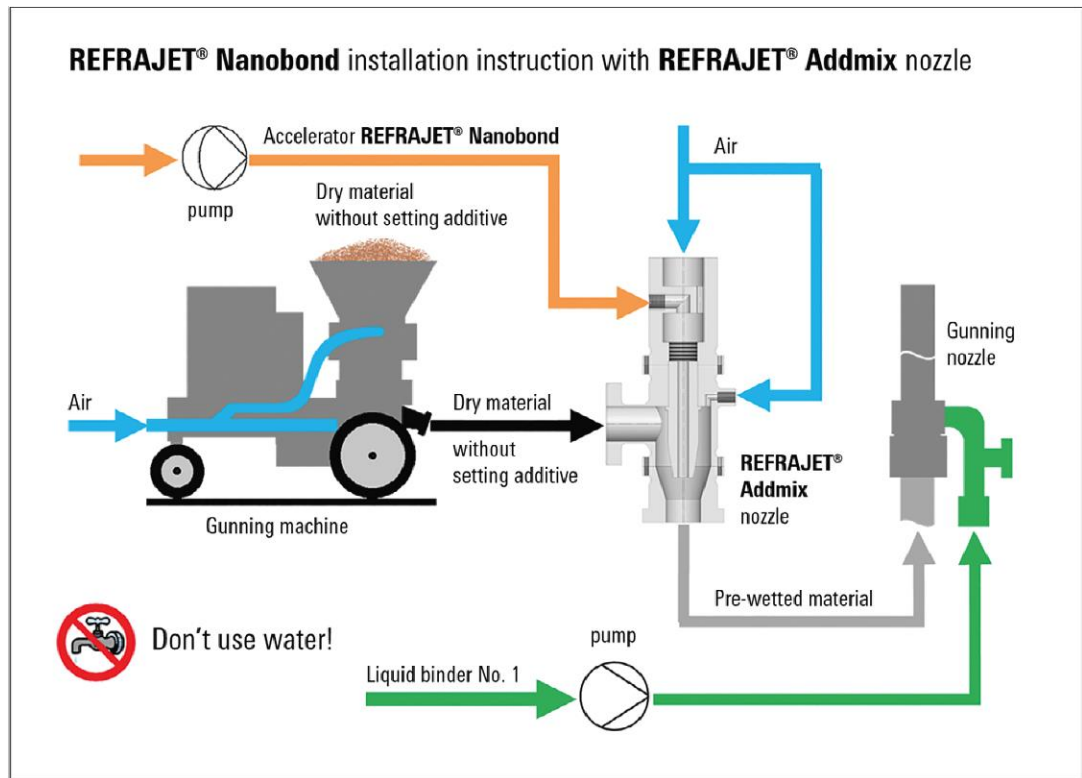 REFRAJET® Nanobond installation instruction with REFRAJET® Addmix nozzle
Accelerator REFRAJET® Nanobond
pump
Dry material
without setting additive
Air
Air
Dry material
without
setting additive
Gunning machine
REFRAJET®
Addmix
nozzle
Gunning
nozzle
Pre-wetted material
Don't use water!
pump
Liquid binder No. 1